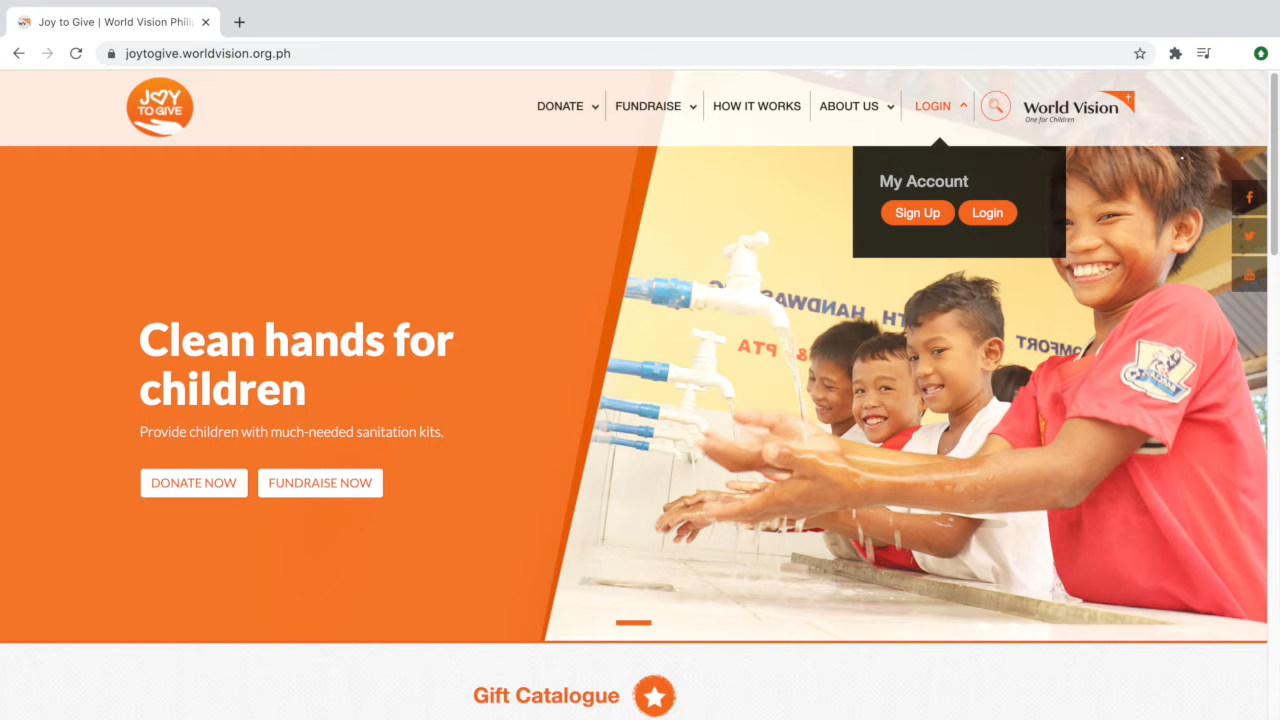 Joy to Give | World Vision Phili
joytogive.worldvision.org.ph
JOY
TO GIVE
DONATE
FUNDRAISE
HOW IT WORKS
ABOUT US
LOGIN
World Vision
One for Children
My Account
Sign Up
Login
Clean hands for
children
Provide children with much-needed sanitation kits.
DONATE NOW
FUNDRAISE NOW
& PTA
Gift Catalogue